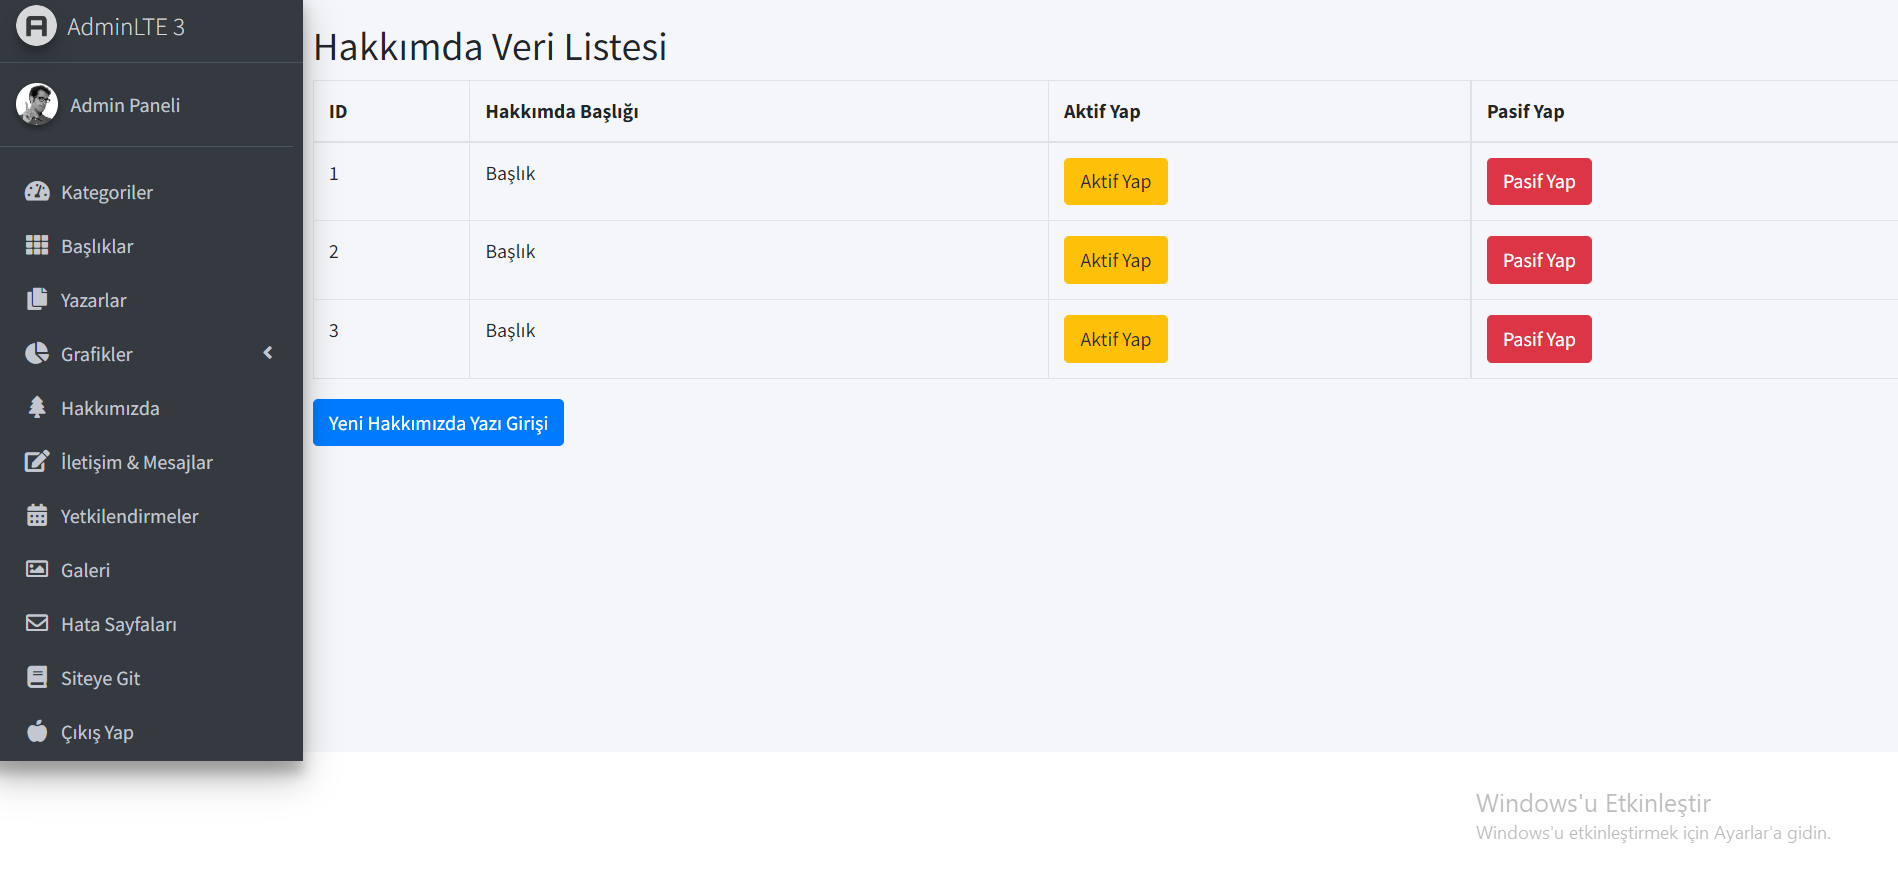 AdminLTE 3
Admin Paneli
Kategoriler
Başlıklar
Yazarlar
Grafikler
Hakkımızda
İletişim & Mesajlar
Yetkilendirmeler
Galeri
Hata Sayfaları
Siteye Git
Çıkış Yap
Hakkımda Veri Listesi
ID Hakkımda Başlığı Aktif Yap Pasif Yap
1 Başlık Aktif Yap Pasif Yap
2 Başlık Aktif Yap Pasif Yap
3 Başlık Aktif Yap Pasif Yap
Yeni Hakkımızda Yazı Girişi
Windows'u Etkinleştir
Windows'u etkinleştirmek için Ayarlar'a gidin.